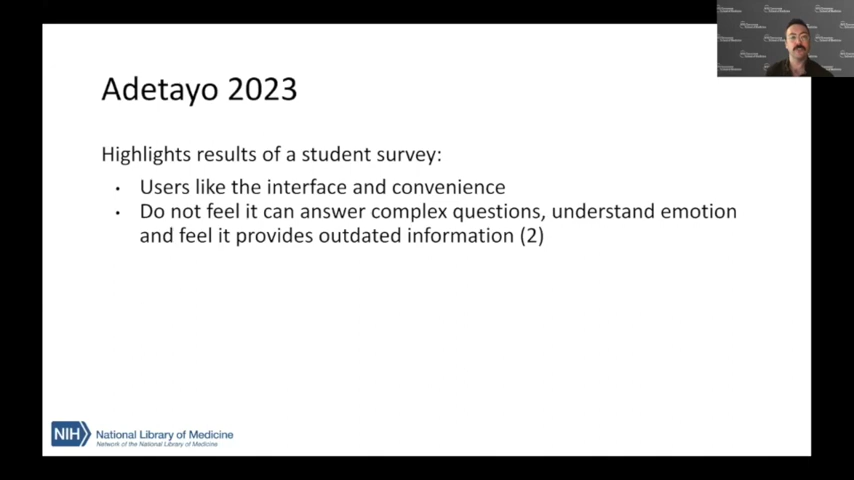 Adetayo 2023
Highlights results of a student survey:
• Users like the interface and convenience
• Do not feel it can answer complex questions, understand emotion
and feel it provides outdated information (2)
NIH National Library of Medicine
Network of the National Library of Medicine